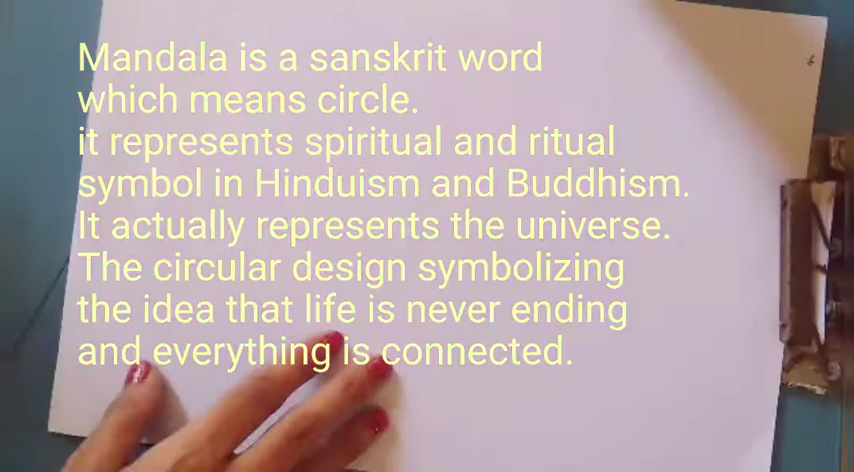 Mandala is a sanskrit word
which means circle.
it represents spiritual and ritual
symbol in Hinduism and Buddhism.
It actually represents the universe.
The circular design symbolizing
the idea that life is never ending
and everything is connected.